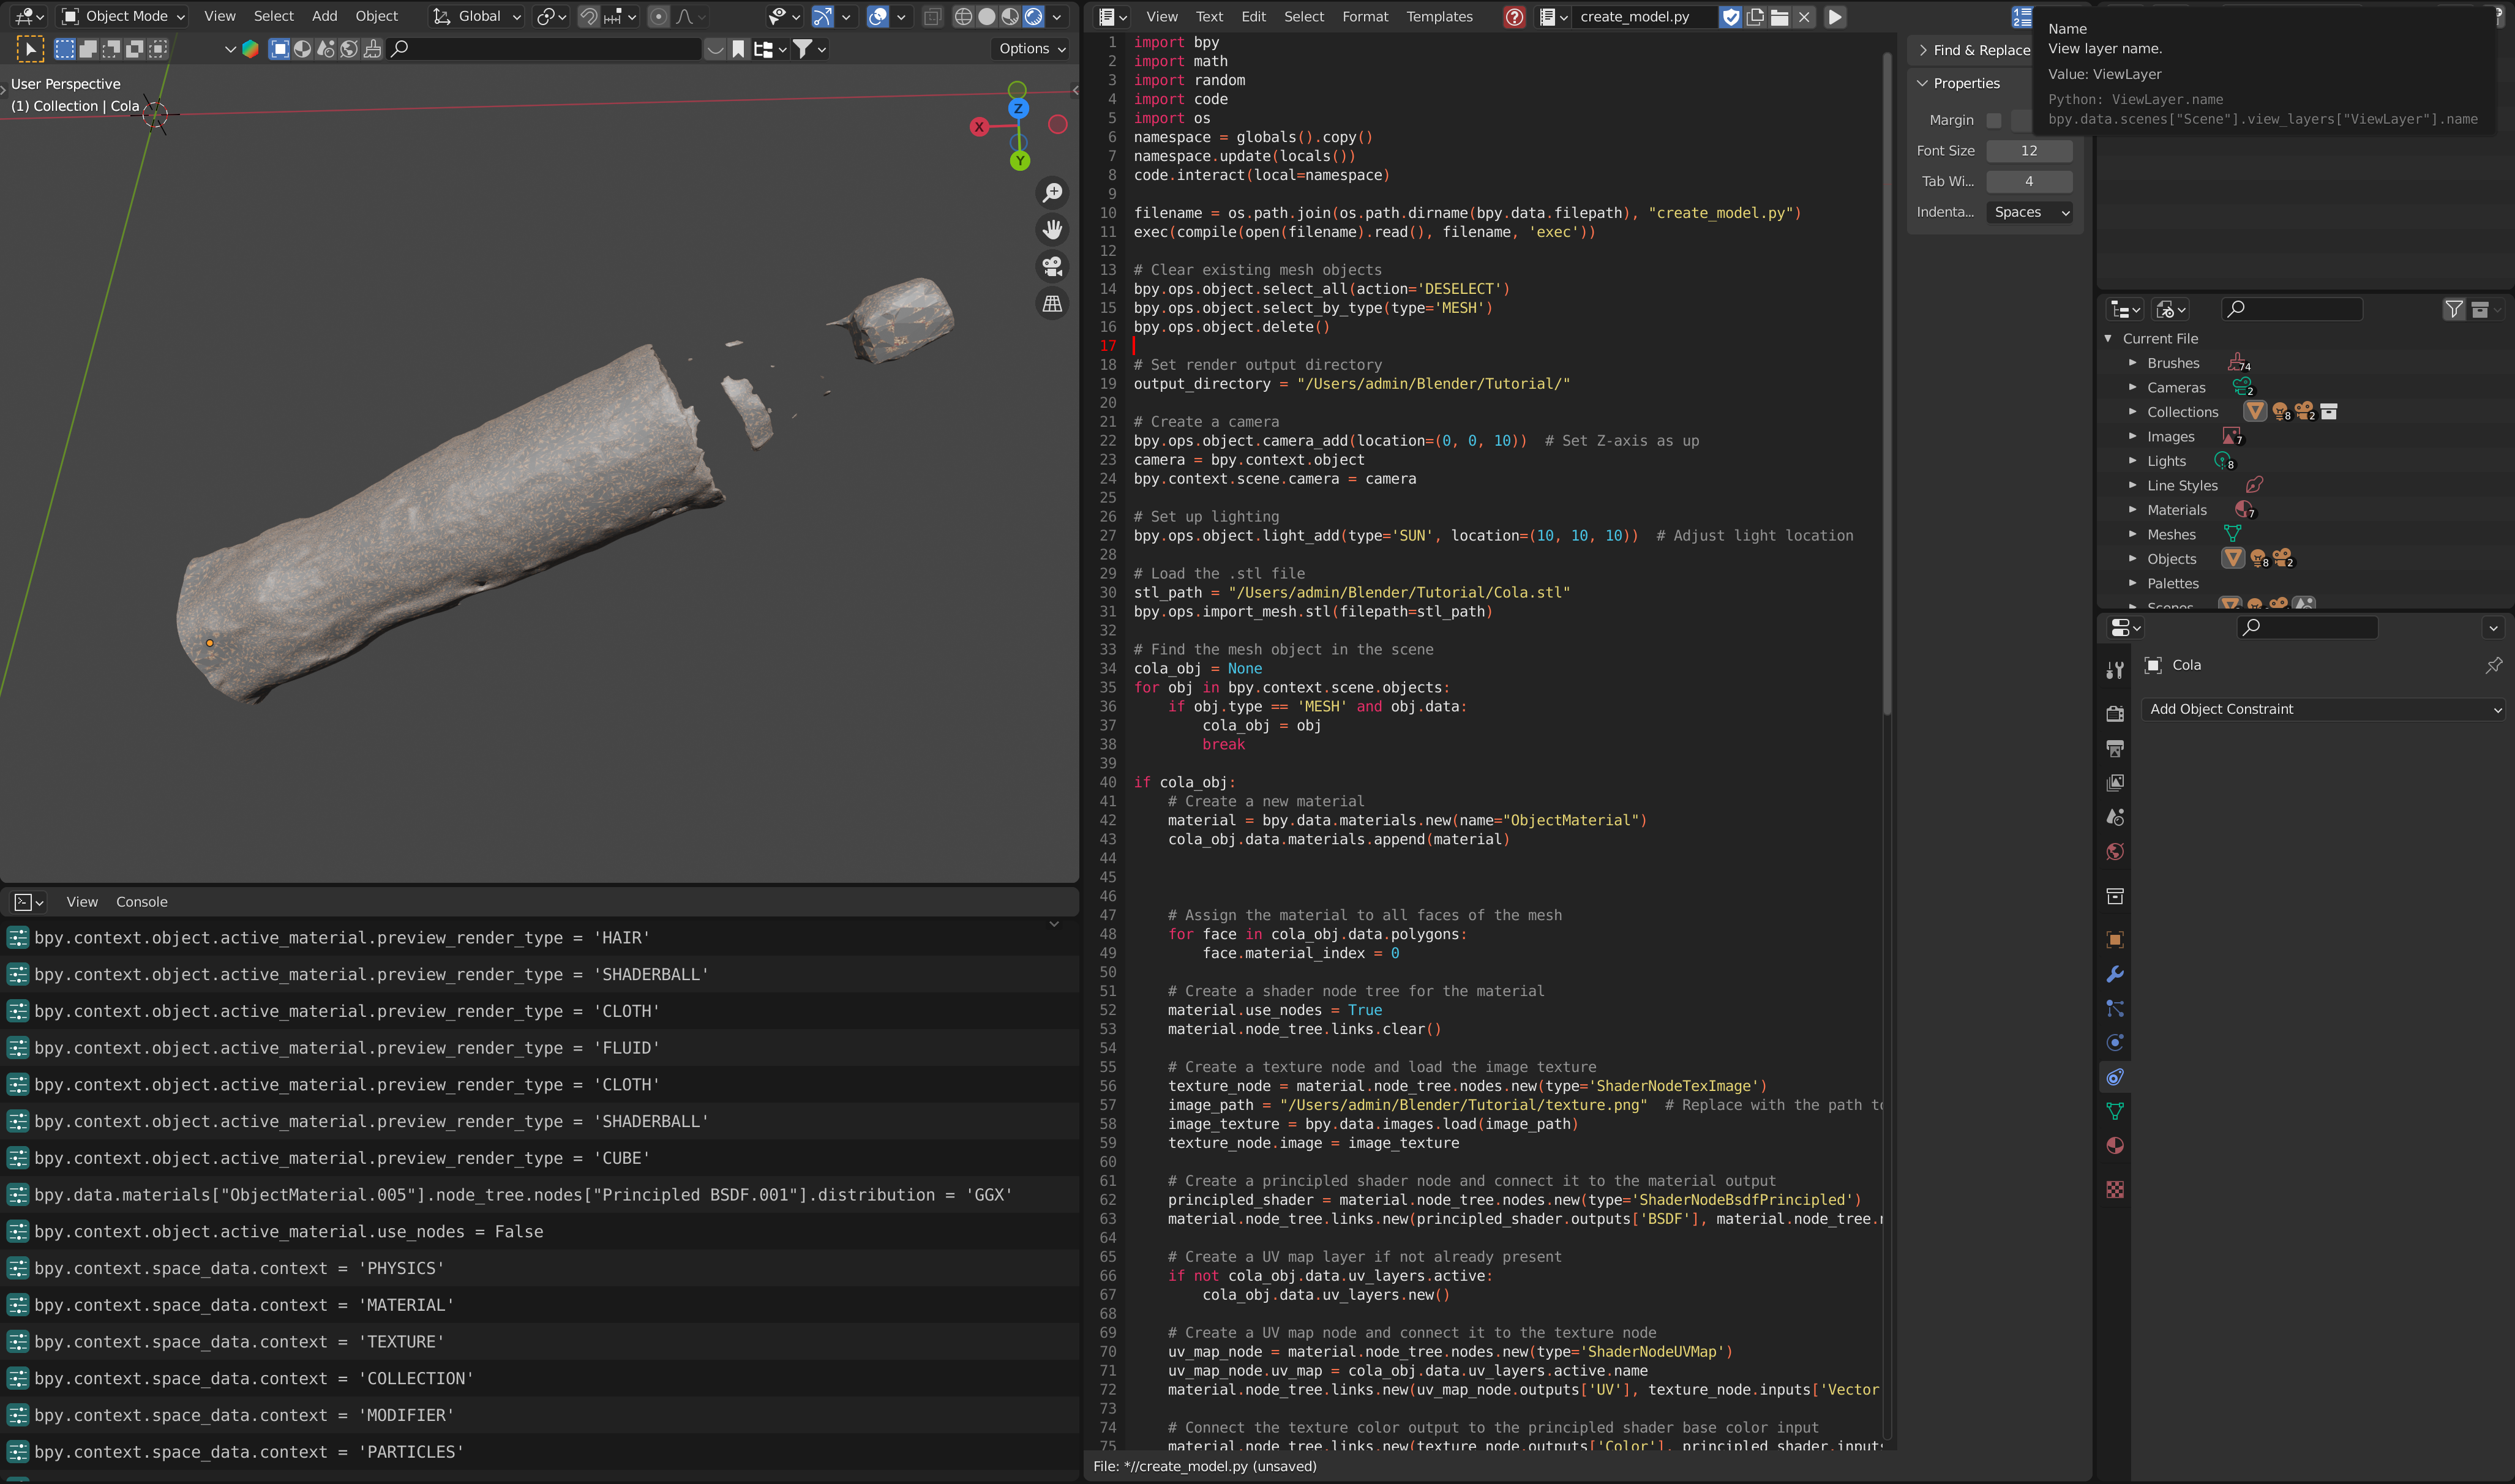 Object Mode View Select Add Object Global
Options
User Perspective
(1) Collection | Cola
X
Z
Y
View Console
bpy.context.object.active_material.preview_render_type = 'HAIR'
bpy.context.object.active_material.preview_render_type = 'SHADERBALL'
bpy.context.object.active_material.preview_render_type = 'CLOTH'
bpy.context.object.active_material.preview_render_type = 'FLUID'
bpy.context.object.active_material.preview_render_type = 'CLOTH'
bpy.context.object.active_material.preview_render_type = 'SHADERBALL'
bpy.context.object.active_material.preview_render_type = 'CUBE'
bpy.data.materials["ObjectMaterial.005"].node_tree.nodes["Principled BSDF.001"].distribution = 'GGX'
bpy.context.object.active_material.use_nodes = False
bpy.context.space_data.context = 'PHYSICS'
bpy.context.space_data.context = 'MATERIAL'
bpy.context.space_data.context = 'TEXTURE'
bpy.context.space_data.context = 'COLLECTION'
bpy.context.space_data.context = 'MODIFIER'
bpy.context.space_data.context = 'PARTICLES'
View Text Edit Select Format Templates create_model.py
1 import bpy
2 import math
3 import random
4 import code
5 import os
6 namespace = globals().copy()
7 namespace.update(locals())
8 code.interact(local=namespace)
9
10 filename = os.path.join(os.path.dirname(bpy.data.filepath), "create_model.py")
11 exec(compile(open(filename).read(), filename, 'exec'))
12
13 # Clear existing mesh objects
14 bpy.ops.object.select_all(action='DESELECT')
15 bpy.ops.object.select_by_type(type='MESH')
16 bpy.ops.object.delete()
17
18 # Set render output directory
19 output_directory = "/Users/admin/Blender/Tutorial/"
20
21 # Create a camera
22 bpy.ops.object.camera_add(location=(0, 0, 10))  # Set Z-axis as up
23 camera = bpy.context.object
24 bpy.context.scene.camera = camera
25
26 # Set up lighting
27 bpy.ops.object.light_add(type='SUN', location=(10, 10, 10))  # Adjust light location
28
29 # Load the .stl file
30 stl_path = "/Users/admin/Blender/Tutorial/Cola.stl"
31 bpy.ops.import_mesh.stl(filepath=stl_path)
32
33 # Find the mesh object in the scene
34 cola_obj = None
35 for obj in bpy.context.scene.objects:
36     if obj.type == 'MESH' and obj.data:
37         cola_obj = obj
38         break
39
40 if cola_obj:
41     # Create a new material
42     material = bpy.data.materials.new(name="ObjectMaterial")
43     cola_obj.data.materials.append(material)
44
45
46
47     # Assign the material to all faces of the mesh
48     for face in cola_obj.data.polygons:
49         face.material_index = 0
50
51     # Create a shader node tree for the material
52     material.use_nodes = True
53     material.node_tree.links.clear()
54
55     # Create a texture node and load the image texture
56     texture_node = material.node_tree.nodes.new(type='ShaderNodeTexImage')
57     image_path = "/Users/admin/Blender/Tutorial/texture.png"  # Replace with the path to
58     image_texture = bpy.data.images.load(image_path)
59     texture_node.image = image_texture
60
61     # Create a principled shader node and connect it to the material output
62     principled_shader = material.node_tree.nodes.new(type='ShaderNodeBsdfPrincipled')
63     material.node_tree.links.new(principled_shader.outputs['BSDF'], material.node_tree.
64
65     # Create a UV map layer if not already present
66     if not cola_obj.data.uv_layers.active:
67         cola_obj.data.uv_layers.new()
68
69     # Create a UV map node and connect it to the texture node
70     uv_map_node = material.node_tree.nodes.new(type='ShaderNodeUVMap')
71     uv_map_node.uv_map = cola_obj.data.uv_layers.active.name
72     material.node_tree.links.new(uv_map_node.outputs['UV'], texture_node.inputs['Vector
73
74     # Connect the texture color output to the principled shader base color input
75     material.node_tree.links.new(texture_node.outputs['Color'], principled_shader.input
File: *//create_model.py (unsaved)
Find & Replace
Properties
Margin
Font Size 12
Tab Wi... 4
Indenta... Spaces
Name
View layer name.
Value: ViewLayer
Python: ViewLayer.name
bpy.data.scenes["Scene"].view_layers["ViewLayer"].name
Current File
Brushes 74
Cameras 2
Collections 8 2
Images 7
Lights 8
Line Styles
Materials 7
Meshes
Objects 8 2
Palettes
Scenes
Cola
Add Object Constraint